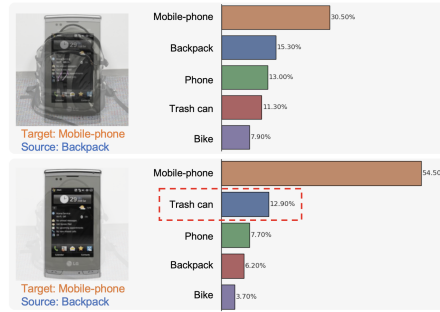 Mobile-phone
30.50%
Backpack
15.30%
Phone
13.00%
Trash can
11.30%
Bike
7.90%
Target: Mobile-phone
Source: Backpack
Mobile-phone
54.50
Trash can
12.90%
Phone
7.70%
Backpack
6.20%
Bike
3.70%
29
LG
Target: Mobile-phone
Source: Backpack